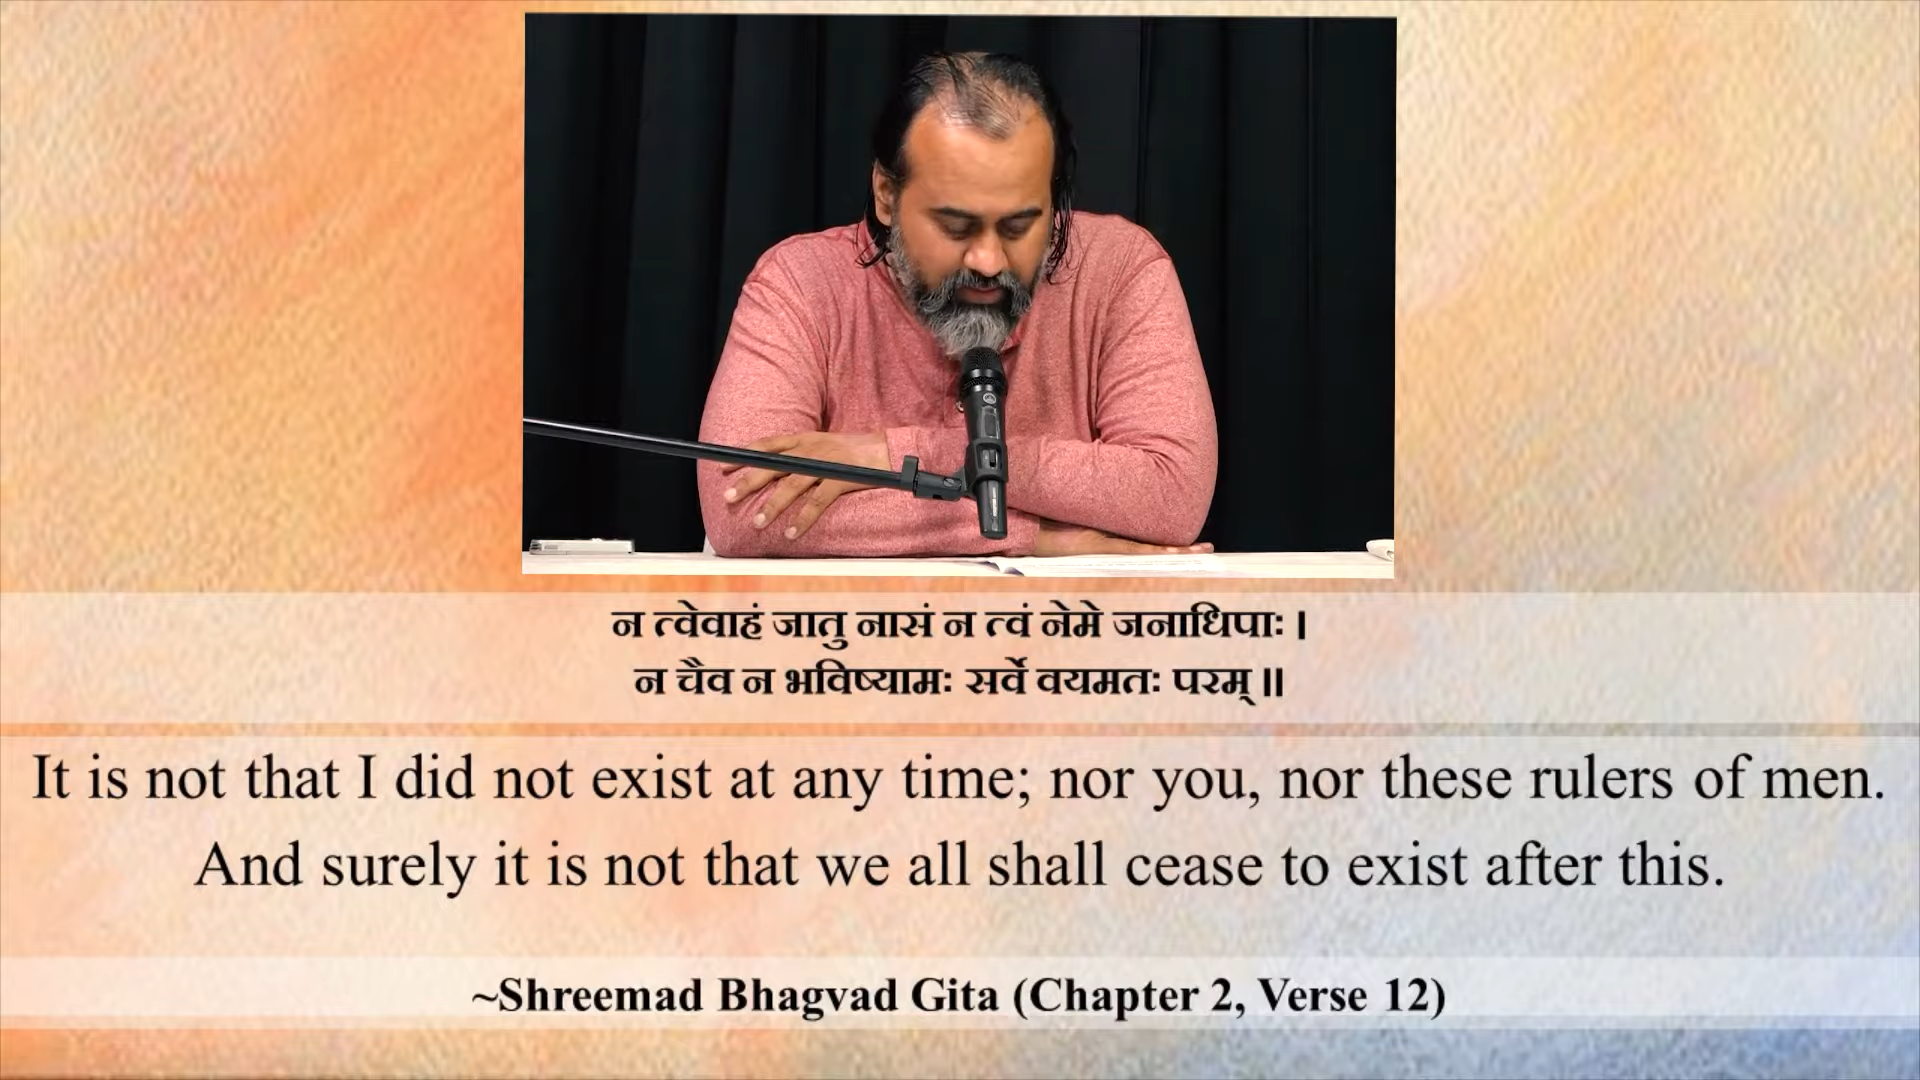 न त्वेवाहं जातु नासं न त्वं नेमे जनाधिपाः ।
न चैव न भविष्यामः सर्वे वयमतः परम् ॥
It is not that I did not exist at any time; nor you, nor these rulers of men.
And surely it is not that we all shall cease to exist after this.
~Shreemad Bhagvad Gita (Chapter 2, Verse 12)